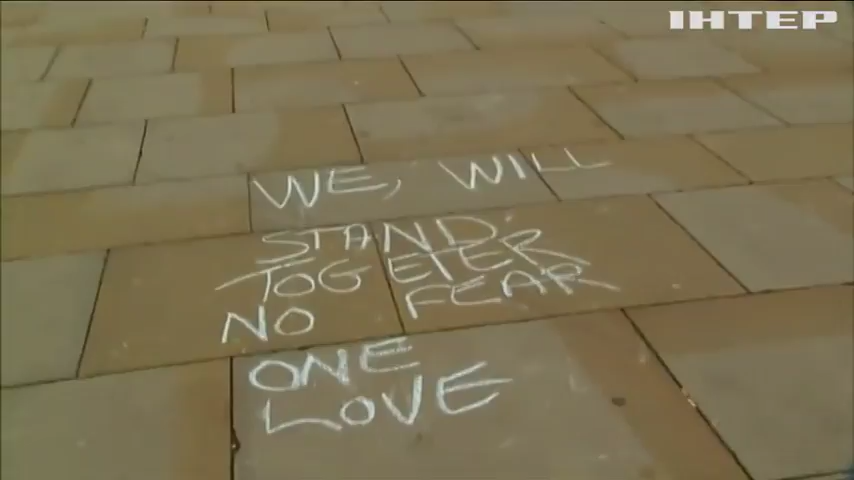 ІНТЕР
WE, WILL
STAND.
TOGETER
NO FEAR
ONE
LOVE